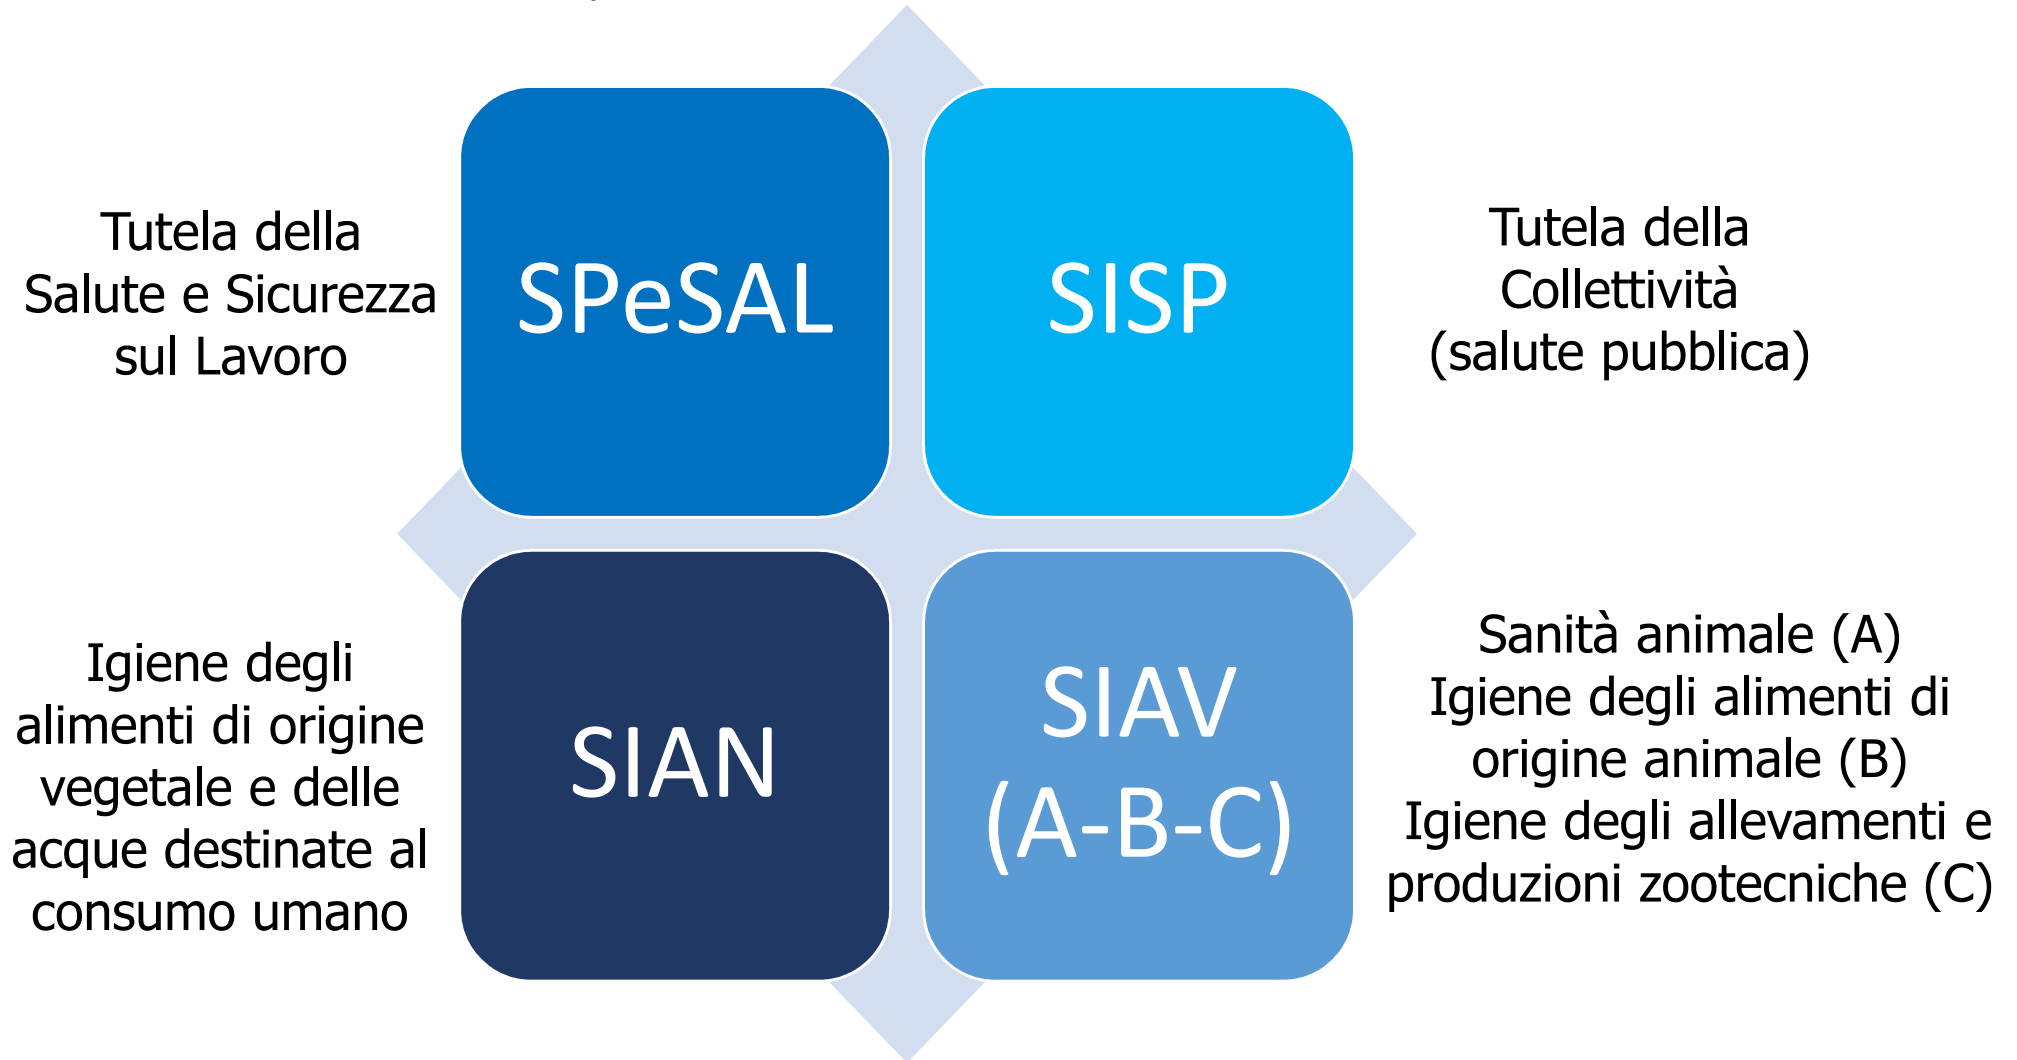 Tutela della
Salute e Sicurezza
sul Lavoro
SPeSAL
SISP
Tutela della
Collettività
(salute pubblica)
Igiene degli
alimenti di origine
vegetale e delle
acque destinate al
consumo umano
SIAN
SIAV
(A-B-C)
Sanità animale (A)
Igiene degli alimenti di
origine animale (B)
Igiene degli allevamenti e
produzioni zootecniche (C)